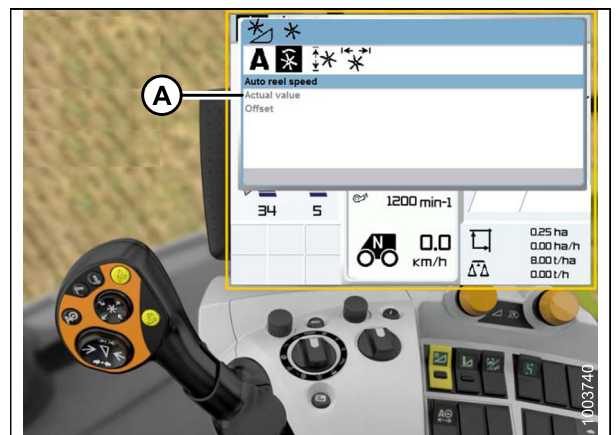 A
Auto reel speed
Actual value
Offset
A
34
5
1200 min-1
N
0.0
km/h
0.25 ha
0.00 ha/h
8.00 t/ha
0.00 t/h
1003740